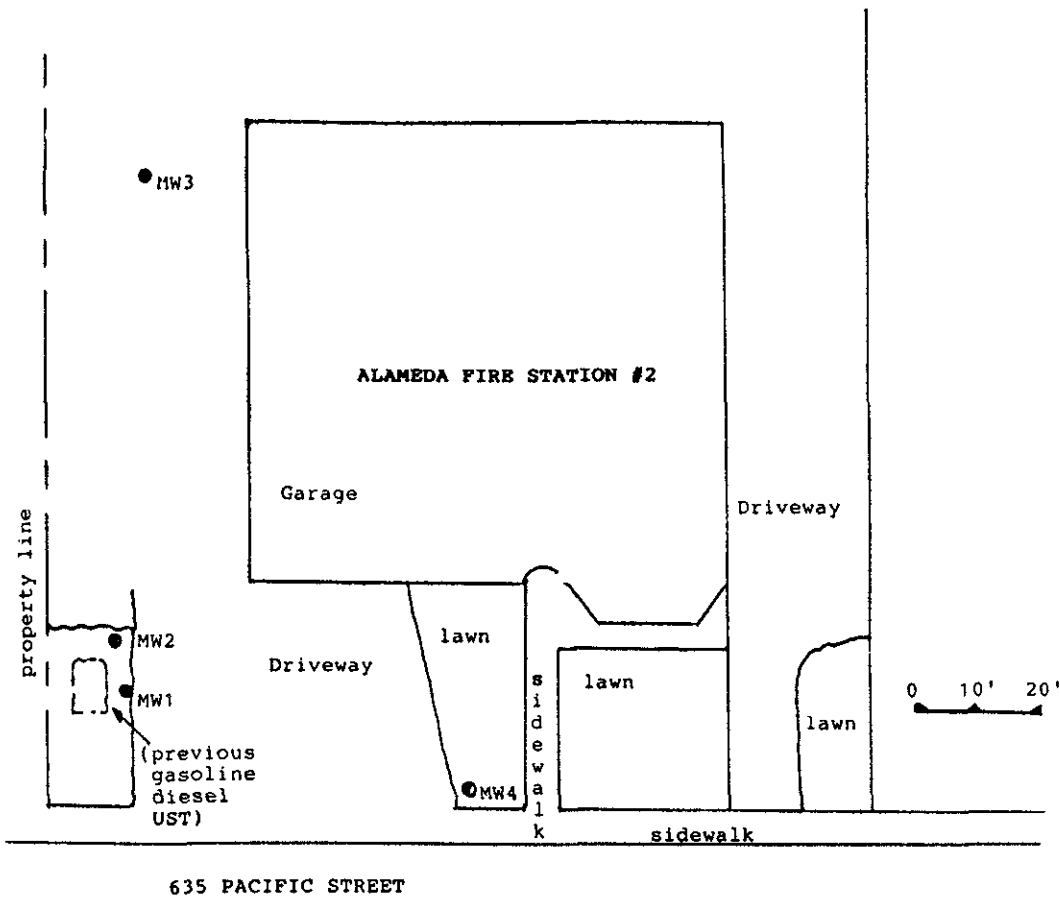 MW3
ALAMEDA FIRE STATION #2
Garage
Driveway
property line
MW2
lawn
Driveway
sidewalk
lawn
0 10' 20'
MW1
lawn
(previous
gasoline
diesel
UST)
MW4
sidewalk
635 PACIFIC STREET